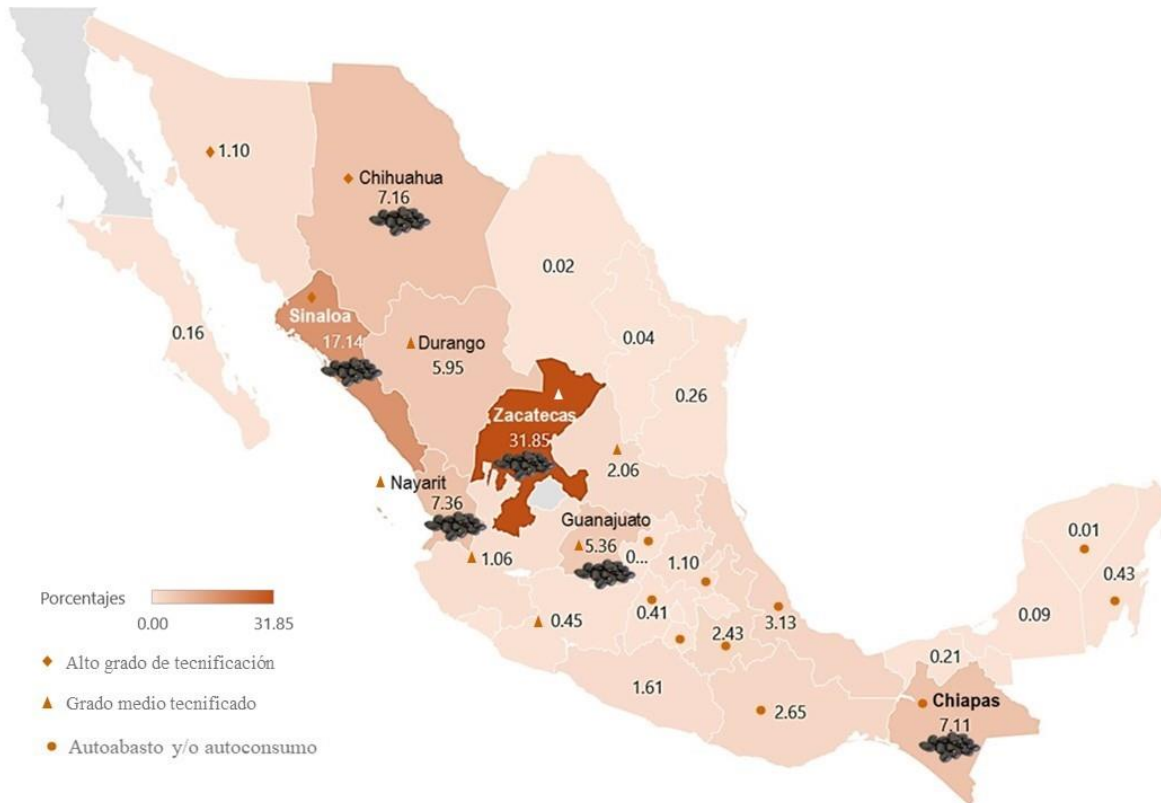 1.10
Chihuahua
7.16
0.02
Sinaloa
17.14
0.16
Durango
5.95
0.04
0.26
Zacatecas
31.85
2.06
Nayarit
7.36
Guanajuato
5.36
0...
1.10
1.06
0.01
0.43
0.09
0.45
0.41
2.43
3.13
0.21
1.61
2.65
Chiapas
7.11
Porcentajes
0.00 31.85
Alto grado de tecnificación
Grado medio tecnificado
Autoabasto y/o autoconsumo